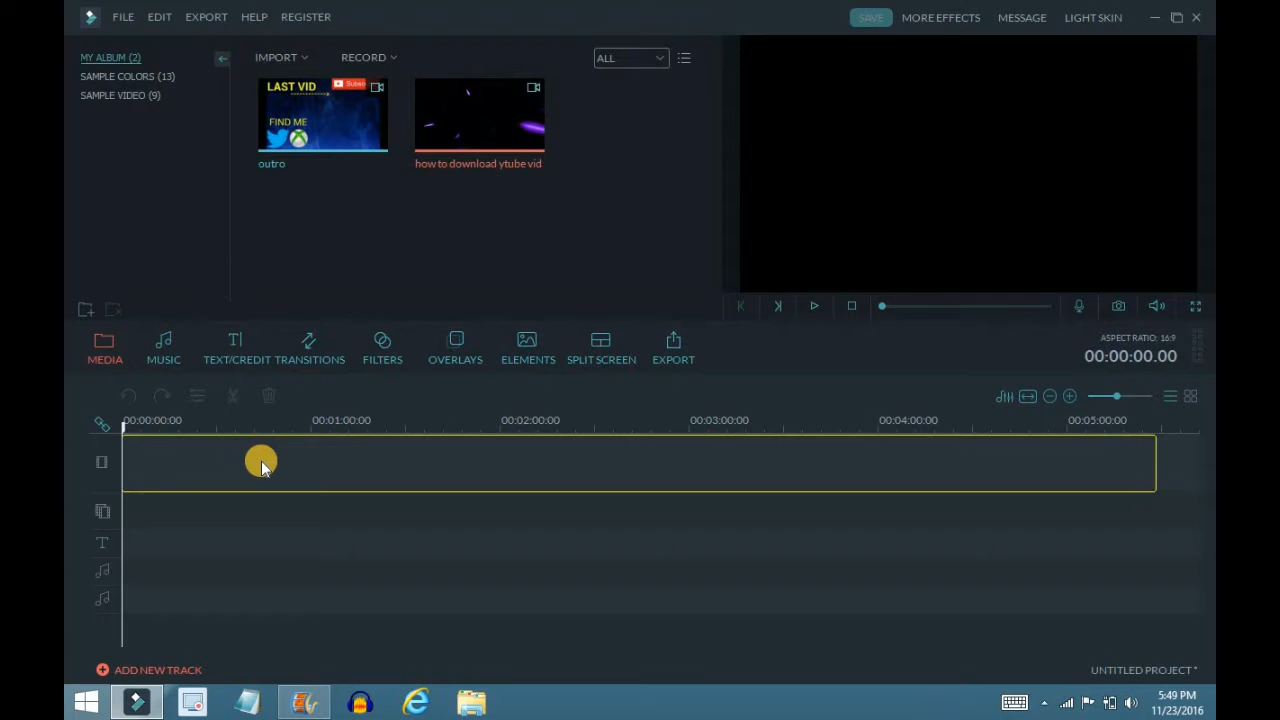 FILE EDIT EXPORT HELP REGISTER SAVE MORE EFFECTS MESSAGE LIGHT SKIN
MY ALBUM (2)
SAMPLE COLORS (13)
SAMPLE VIDEO (9)
IMPORT RECORD ALL
LAST VID
FIND ME
outro
how to download ytube vid
MEDIA MUSIC TEXT/CREDIT TRANSITIONS FILTERS OVERLAYS ELEMENTS SPLIT SCREEN EXPORT
ASPECT RATIO: 16:9
00:00:00.00
00:00:00:00 00:01:00:00 00:02:00:00 00:03:00:00 00:04:00:00 00:05:00:00
T
ADD NEW TRACK
UNTITLED PROJECT*
5:49 PM
11/23/2016